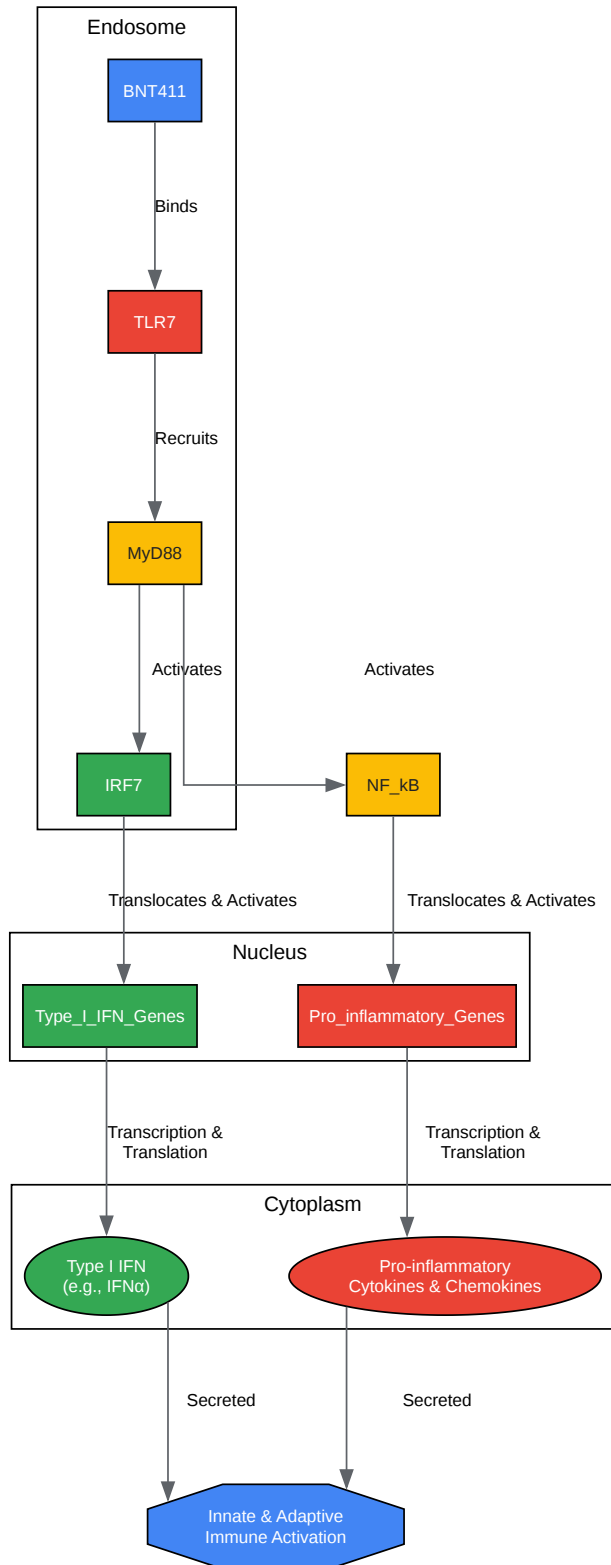 Endosome
BNT411
Binds
TLR7
Recruits
MyD88
Activates
Activates
IRF7
NF_kB
Translocates & Activates
Translocates & Activates
Nucleus
Type_I_IFN_Genes
Pro_inflammatory_Genes
Transcription &
Translation
Transcription &
Translation
Cytoplasm
Type I IFN
(e.g., IFNα)
Pro-inflammatory
Cytokines & Chemokines
Secreted
Secreted
Innate & Adaptive
Immune Activation